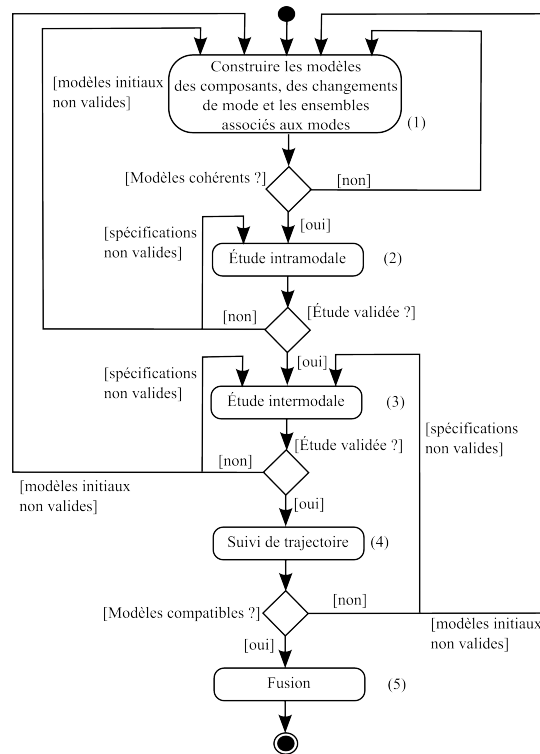 [modèles initiaux
non valides]
Construire les modèles
des composants, des changements
de mode et les ensembles
associés aux modes
(1)
[Modèles cohérents ?]
[non]
[oui]
[spécifications
non valides]
Étude intramodale
(2)
[non]
[Étude validée ?]
[oui]
[spécifications
non valides]
Étude intermodale
(3)
[spécifications
non valides]
[non]
[Étude validée ?]
[modèles initiaux
non valides]
[oui]
Suivi de trajectoire
(4)
[Modèles compatibles ?]
[non]
[modèles initiaux
non valides]
[oui]
Fusion
(5)